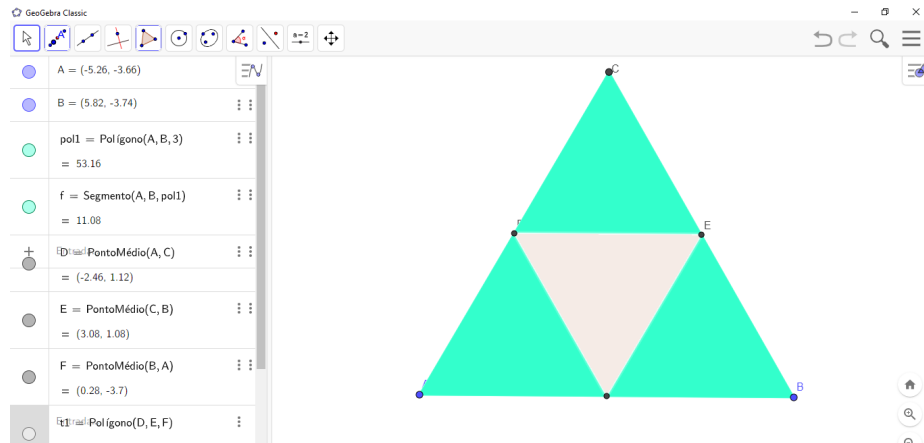 GeoGebra Classic
a=2
A = (-5.26, -3.66)
B = (5.82, -3.74)
pol1 = Polígono(A, B, 3)
= 53.16
f = Segmento(A, B, pol1)
= 11.08
D = PontoMédio(A, C)
= (-2.46, 1.12)
E = PontoMédio(C, B)
= (3.08, 1.08)
F = PontoMédio(B, A)
= (0.28, -3.7)
t1 = Polígono(D, E, F)
C
E
B